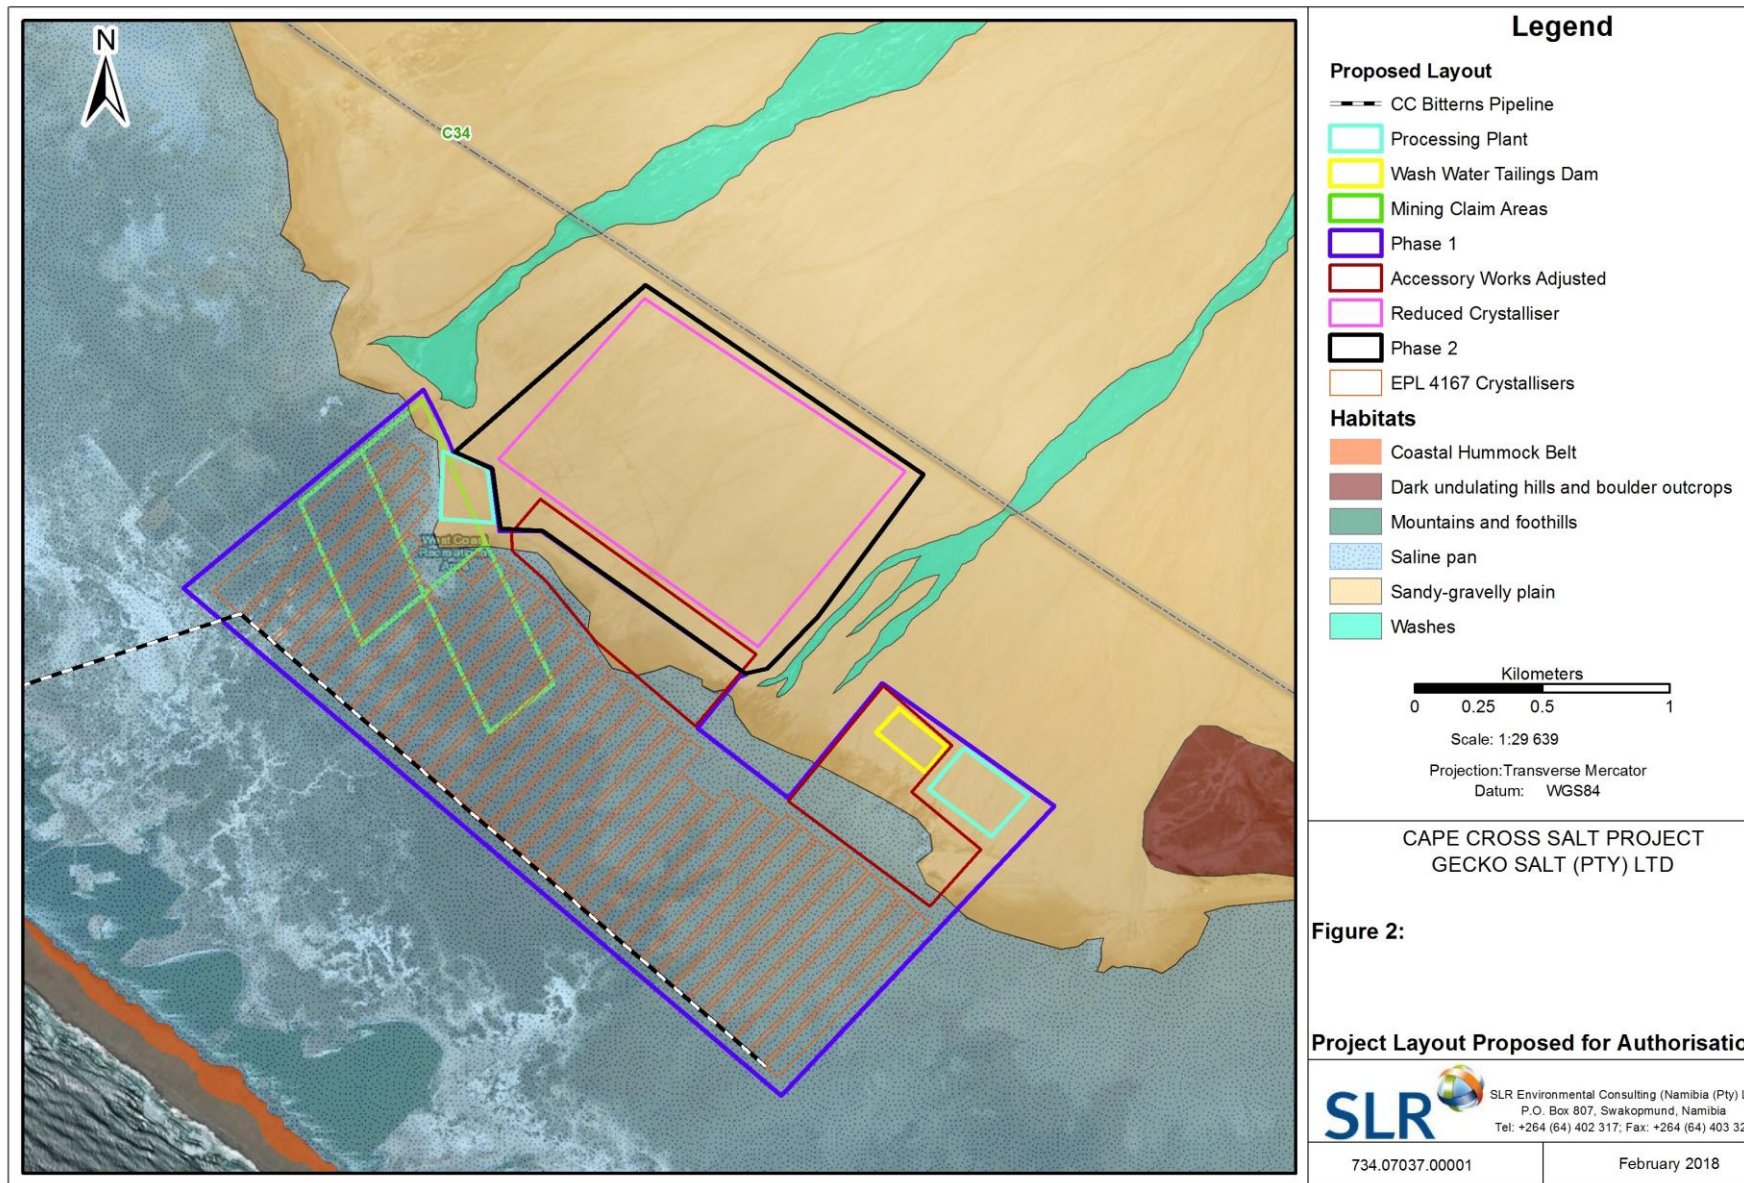 N
C34
West Coast
Recreational
Area
Legend
Proposed Layout
CC Bitterns Pipeline
Processing Plant
Wash Water Tailings Dam
Mining Claim Areas
Phase 1
Accessory Works Adjusted
Reduced Crystalliser
Phase 2
EPL 4167 Crystallisers
Habitats
Coastal Hummock Belt
Dark undulating hills and boulder outcrops
Mountains and foothills
Saline pan
Sandy-gravelly plain
Washes
Kilometers
0 0.25 0.5 1
Scale: 1:29 639
Projection:Transverse Mercator
Datum: WGS84
CAPE CROSS SALT PROJECT
GECKO SALT (PTY) LTD
Figure 2:
Project Layout Proposed for Authorisatio
SLR
SLR Environmental Consulting (Namibia (Pty) L
P.O. Box 807, Swakopmund, Namibia
Tel: +264 (64) 402 317; Fax: +264 (64) 403 32
734.07037.00001
February 2018